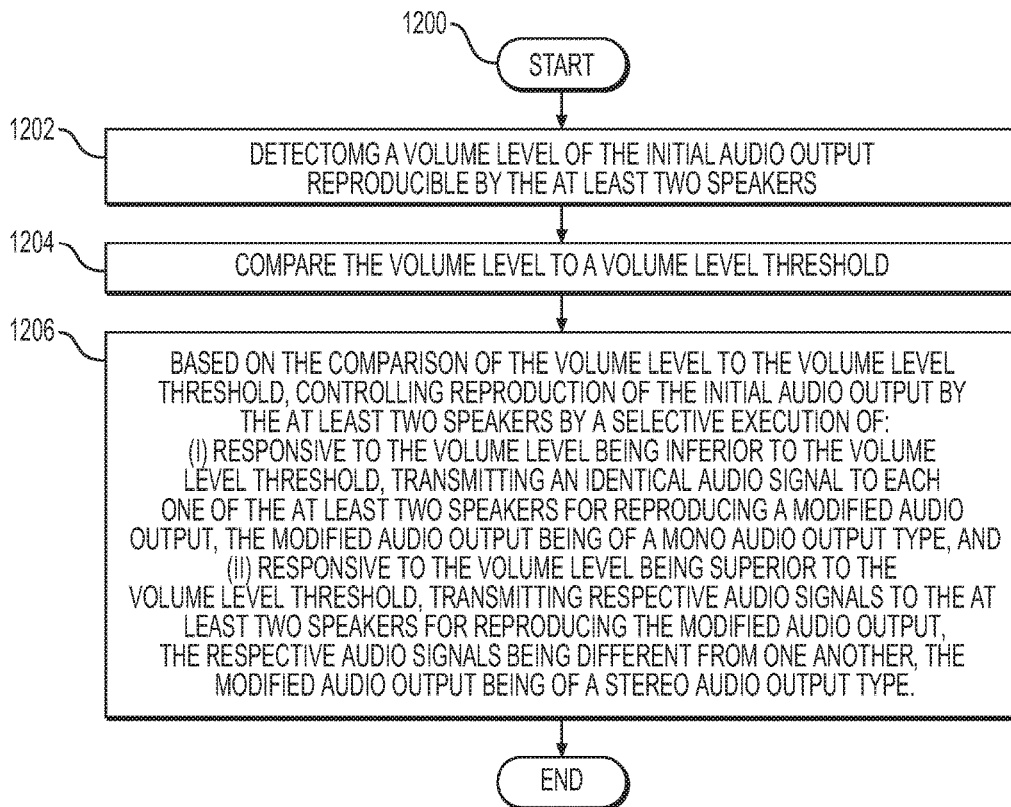 1200
START
1202
DETECTOMG A VOLUME LEVEL OF THE INITIAL AUDIO OUTPUT
REPRODUCIBLE BY THE AT LEAST TWO SPEAKERS
1204
COMPARE THE VOLUME LEVEL TO A VOLUME LEVEL THRESHOLD
1206
BASED ON THE COMPARISON OF THE VOLUME LEVEL TO THE VOLUME LEVEL
THRESHOLD, CONTROLLING REPRODUCTION OF THE INITIAL AUDIO OUTPUT BY
THE AT LEAST TWO SPEAKERS BY A SELECTIVE EXECUTION OF:
(I) RESPONSIVE TO THE VOLUME LEVEL BEING INFERIOR TO THE VOLUME
LEVEL THRESHOLD, TRANSMITTING AN IDENTICAL AUDIO SIGNAL TO EACH
ONE OF THE AT LEAST TWO SPEAKERS FOR REPRODUCING A MODIFIED AUDIO
OUTPUT, THE MODIFIED AUDIO OUTPUT BEING OF A MONO AUDIO OUTPUT TYPE, AND
(II) RESPONSIVE TO THE VOLUME LEVEL BEING SUPERIOR TO THE
VOLUME LEVEL THRESHOLD, TRANSMITTING RESPECTIVE AUDIO SIGNALS TO THE AT
LEAST TWO SPEAKERS FOR REPRODUCING THE MODIFIED AUDIO OUTPUT,
THE RESPECTIVE AUDIO SIGNALS BEING DIFFERENT FROM ONE ANOTHER, THE
MODIFIED AUDIO OUTPUT BEING OF A STEREO AUDIO OUTPUT TYPE.
END